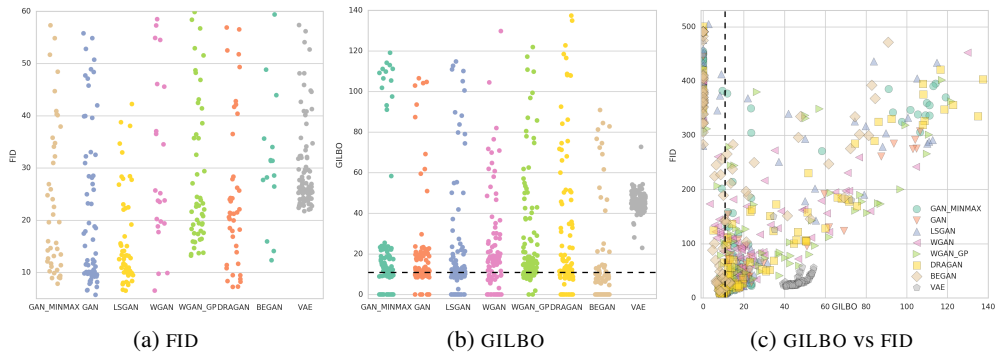 60
50
40
30
20
10
FID
GAN_MINMAX GAN LSGAN WGAN WGAN_GP DRAGAN BEGAN VAE
(a) FID
140
120
100
80
60
40
20
0
GILBO
GAN_MINMAX GAN LSGAN WGAN WGAN_GP DRAGAN BEGAN VAE
(b) GILBO
500
400
300
200
100
0
FID
GAN_MINMAX
GAN
LSGAN
WGAN
WGAN_GP
DRAGAN
BEGAN
VAE
0 20 40 60 GILBO 80 100 120 140
(c) GILBO vs FID